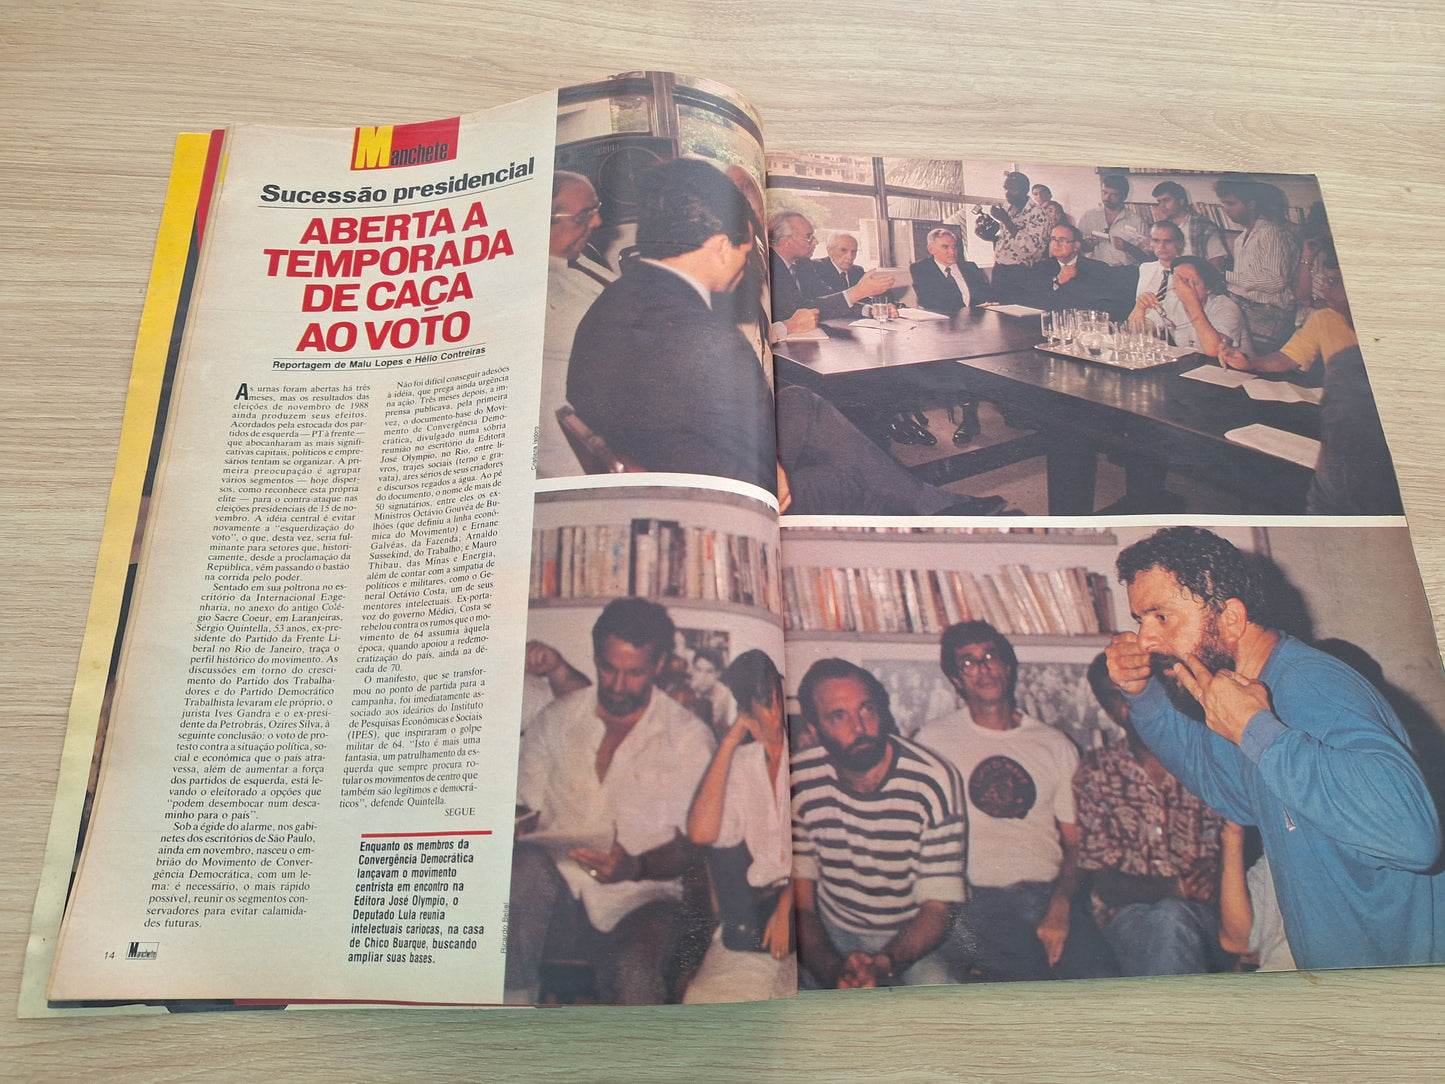 Manchete
Sucessão presidencial
ABERTA A
TEMPORADA
DE CAÇA
AO VOTO
Reportagem de Malu Lopes e Hélio Contreiras
As urnas foram abertas há três
meses, mas os resultados das
eleições de novembro de 1988
ainda produzem seus efeitos.
Acordados pela estocada dos par-
tidos de esquerda — PT à frente —
que abocanharam as mais signifi-
cativas capitais, políticos e empre-
sários tentam se organizar. A pri-
meira preocupação é agrupar
vários segmentos — hoje disper-
sos, como reconhece esta própria
elite — para o contra-ataque nas
eleições presidenciais de 15 de no-
vembro. A idéia central é evitar
novamente a "esquerdização do
voto", o que, desta vez, seria ful-
minante para setores que, histori-
camente, desde a proclamação da
República, vêm passando o bastão
na corrida pelo poder.
Sentado em sua poltrona no es-
critório da Internacional Enge-
nharia, no anexo do antigo Colé-
gio Sacre Coeur, em Laranjeiras,
Sérgio Quintella, 53 anos, ex-pre-
sidente do Partido da Frente Li-
beral no Rio de Janeiro, traça o
perfil histórico do movimento. As
discussões em torno do cresci-
mento do Partido dos Trabalha-
dores e do Partido Democrático
Trabalhista levaram ele próprio, o
jurista Ives Gandra e o ex-presi-
dente da Petrobrás, Ozires Silva, à
seguinte conclusão: o voto de pro-
testo contra a situação política, so-
cial e econômica que o país atra-
vessa, além de aumentar a força
dos partidos de esquerda, está le-
vando o eleitorado a opções que
"podem desembocar num desca-
minho para o país".
Sob a égide do alarme, nos gabi-
netes dos escritórios de São Paulo,
ainda em novembro, nasceu o em-
brião do Movimento de Conver-
gência Democrática, com um le-
ma: é necessário, o mais rápido
possível, reunir os segmentos con-
servadores para evitar calamida-
des futuras.
Não foi difícil conseguir adesões
à idéia, que prega ainda urgência
na ação. Três meses depois, a im-
prensa publicava, pela primeira
vez, o documento-base do Movi-
mento de Convergência Demo-
crática, divulgado numa sóbria
reunião no escritório da Editora
José Olympio, no Rio, entre li-
vros, trajes sociais (terno e gra-
vata), ares sérios de seus criadores
e discursos regados a água. Ao pé
do documento, o nome de mais de
50 signatários, entre eles os ex-
Ministros Octávio Gouvéa de Bu-
lhões (que definiu a linha econô-
mica do Movimento) e Ernane
Galvêas, da Fazenda; Arnaldo
Sussekind, do Trabalho; e Mauro
Thibau, das Minas e Energia,
além de contar com a simpatia de
políticos e militares, como o Ge-
neral Octávio Costa, um de seus
mentores intelectuais. Ex-porta-
voz do governo Médici, Costa se
rebelou contra os rumos que o mo-
vimento de 64 assumia àquela
época, quando apoiou a redemo-
cratização do país, ainda na dé-
cada de 70.
O manifesto, que se transfor-
mou no ponto de partida para a
campanha, foi imediatamente as-
sociado aos ideários do Instituto
de Pesquisas Econômicas e Sociais
(IPES), que inspiraram o golpe
militar de 64. "Isto é mais uma
fantasia, um patrulhamento da es-
querda que sempre procura ro-
tular os movimentos de centro que
também são legítimos e democrá-
ticos", defende Quintella.
SEGUE
Enquanto os membros da
Convergência Democrática
lançavam o movimento
centrista em encontro na
Editora José Olympio, o
Deputado Lula reunia
intelectuais cariocas, na casa
de Chico Buarque, buscando
ampliar suas bases.
Cristina Isidoro
Ricardo Beliel
14 Manchete